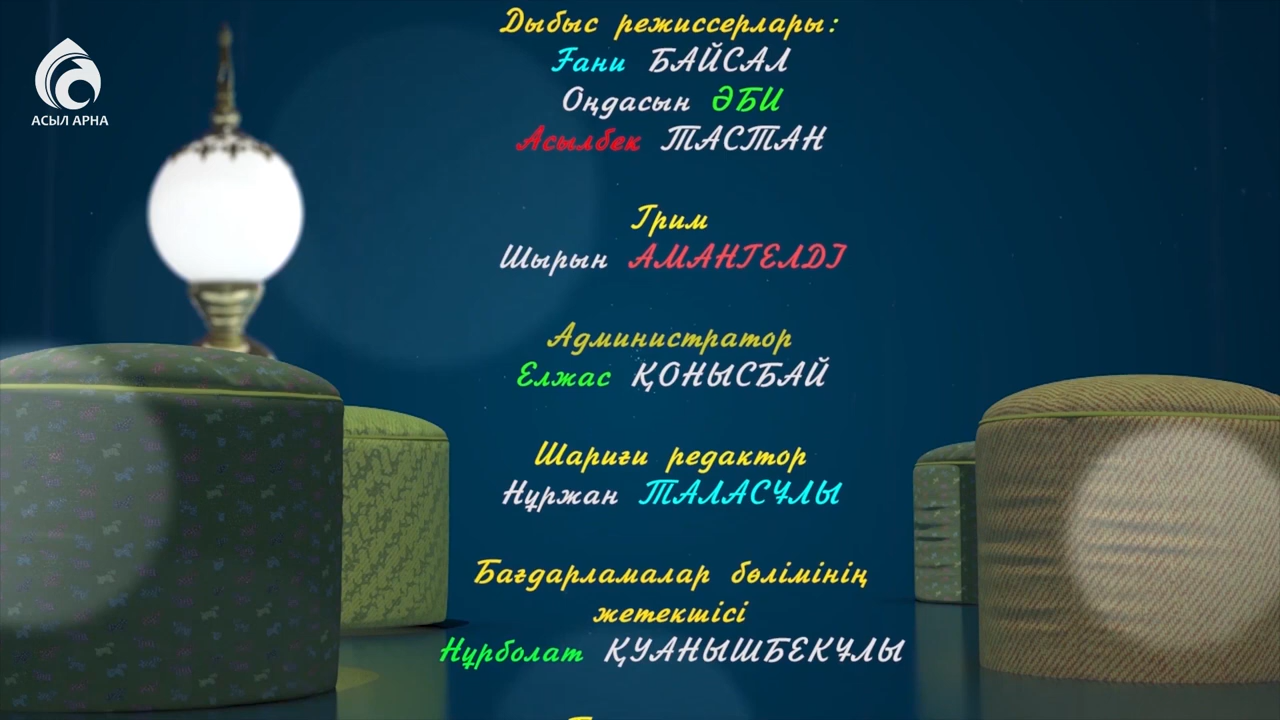 АСЫЛ АРНА
Дыбыс режиссерлары:
Ғани БАЙСАЛ
Оңдасын ӘБИ
Асылбек ТАСТАН
Грим
Шырын АМАНГЕЛДІ
Администратор
Елжас ҚОНЫСБАЙ
Шариғи редактор
Нұржан ТАЛАСҰЛЫ
Бағдарламалар бөлімінің
жетекшісі
Нұрболат ҚУАНЫШБЕКҰЛЫ